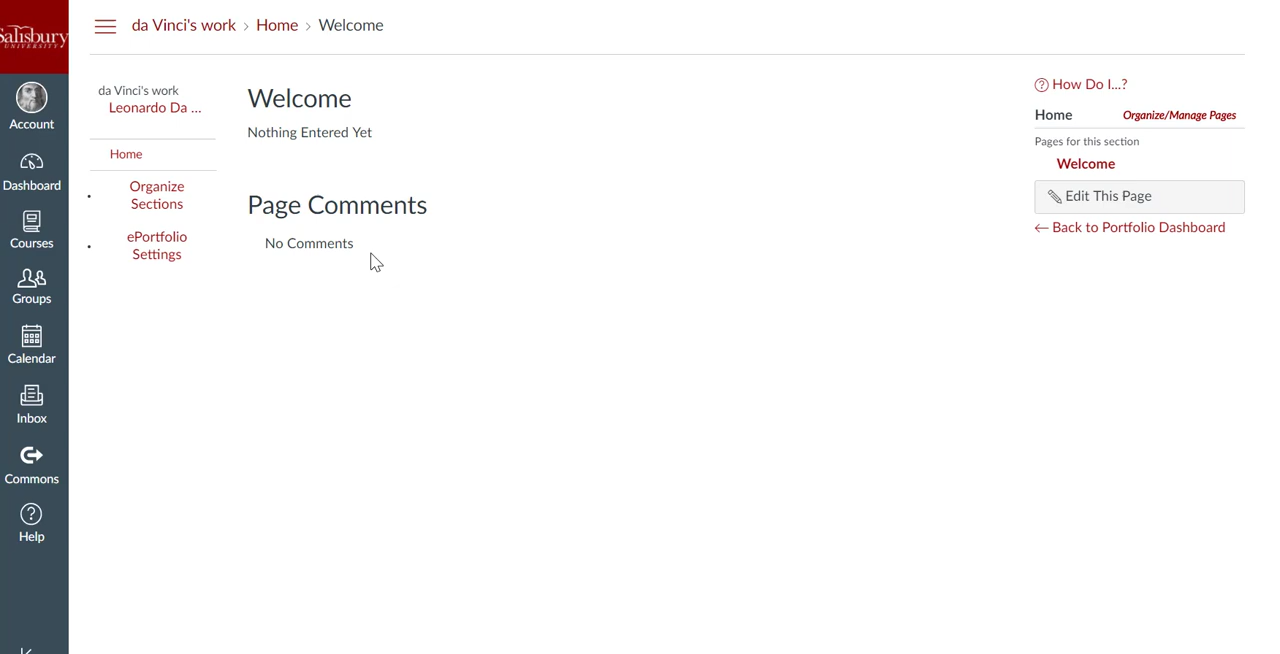 Salisbury
UNIVERSITY
Account
Dashboard
Courses
Groups
Calendar
Inbox
Commons
Help
da Vinci's work › Home › Welcome
da Vinci's work
Leonardo Da ...
Home
Organize
Sections
ePortfolio
Settings
Welcome
Nothing Entered Yet
Page Comments
No Comments
How Do I...?
Home Organize/Manage Pages
Pages for this section
Welcome
Edit This Page
Back to Portfolio Dashboard